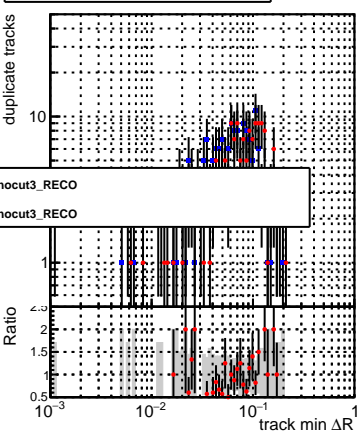 duplicate tracks
10
nocut3_RECO
nocut3_RECO
1
Ratio
2.5
2
1.5
1
0.5
10⁻³ 10⁻² 10⁻¹ 1
track min ΔR